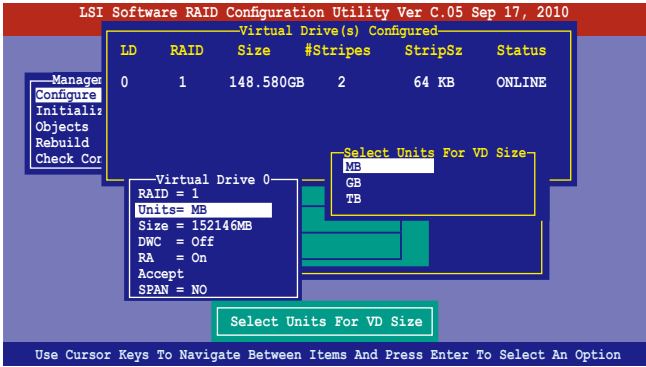 LSI Software RAID Configuration Utility Ver C.05 Sep 17, 2010
Virtual Drive(s) Configured
LD RAID Size #Stripes StripSz Status
0 1 148.580GB 2 64 KB ONLINE
Managem
Configure
Initializ
Objects
Rebuild
Check Con
Select Units For VD Size
MB
GB
TB
Virtual Drive 0
RAID = 1
Units= MB
Size = 152146MB
DWC = Off
RA = On
Accept
SPAN = NO
Select Units For VD Size
Use Cursor Keys To Navigate Between Items And Press Enter To Select An Option